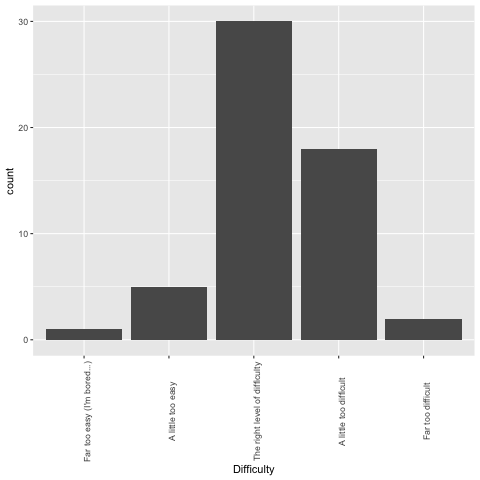 30
20
10
0
count
Far too easy (I'm bored...)
A little too easy
The right level of difficulty
A little too difficult
Far too difficult
Difficulty